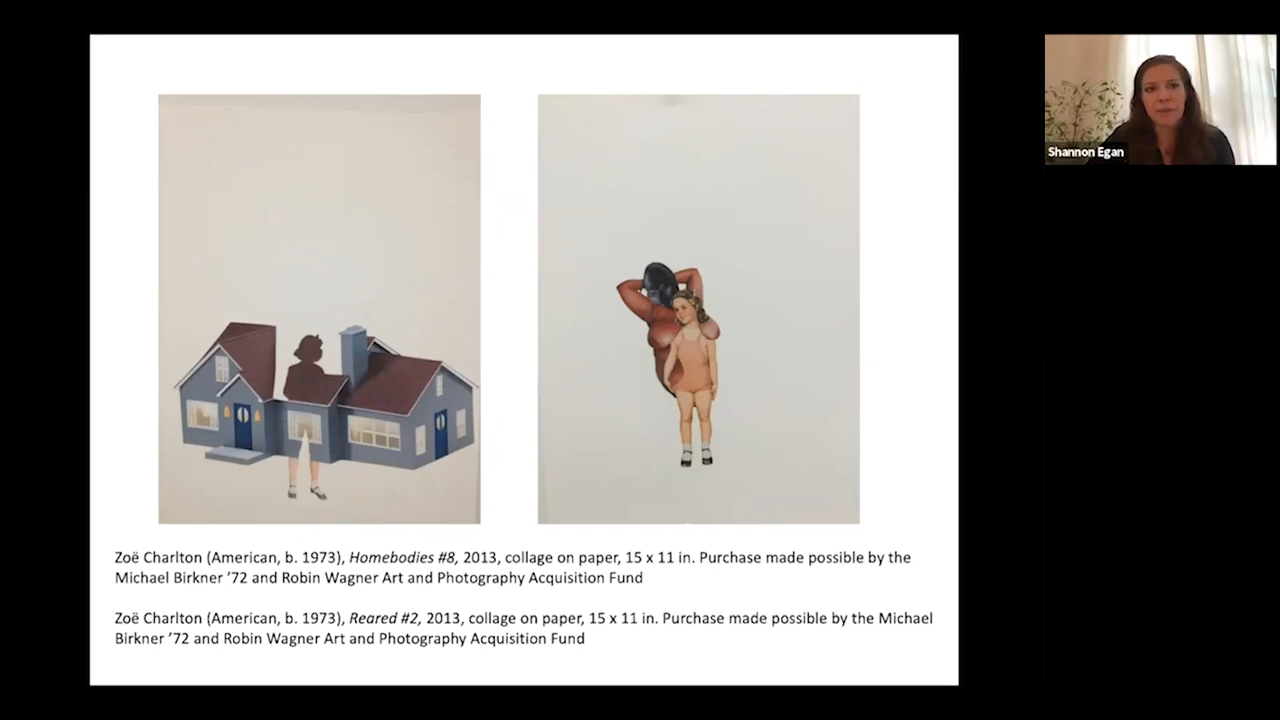 Shannon Egan
Zoë Charlton (American, b. 1973), Homebodies #8, 2013, collage on paper, 15 x 11 in. Purchase made possible by the
Michael Birkner ’72 and Robin Wagner Art and Photography Acquisition Fund
Zoë Charlton (American, b. 1973), Reared #2, 2013, collage on paper, 15 x 11 in. Purchase made possible by the Michael
Birkner ’72 and Robin Wagner Art and Photography Acquisition Fund